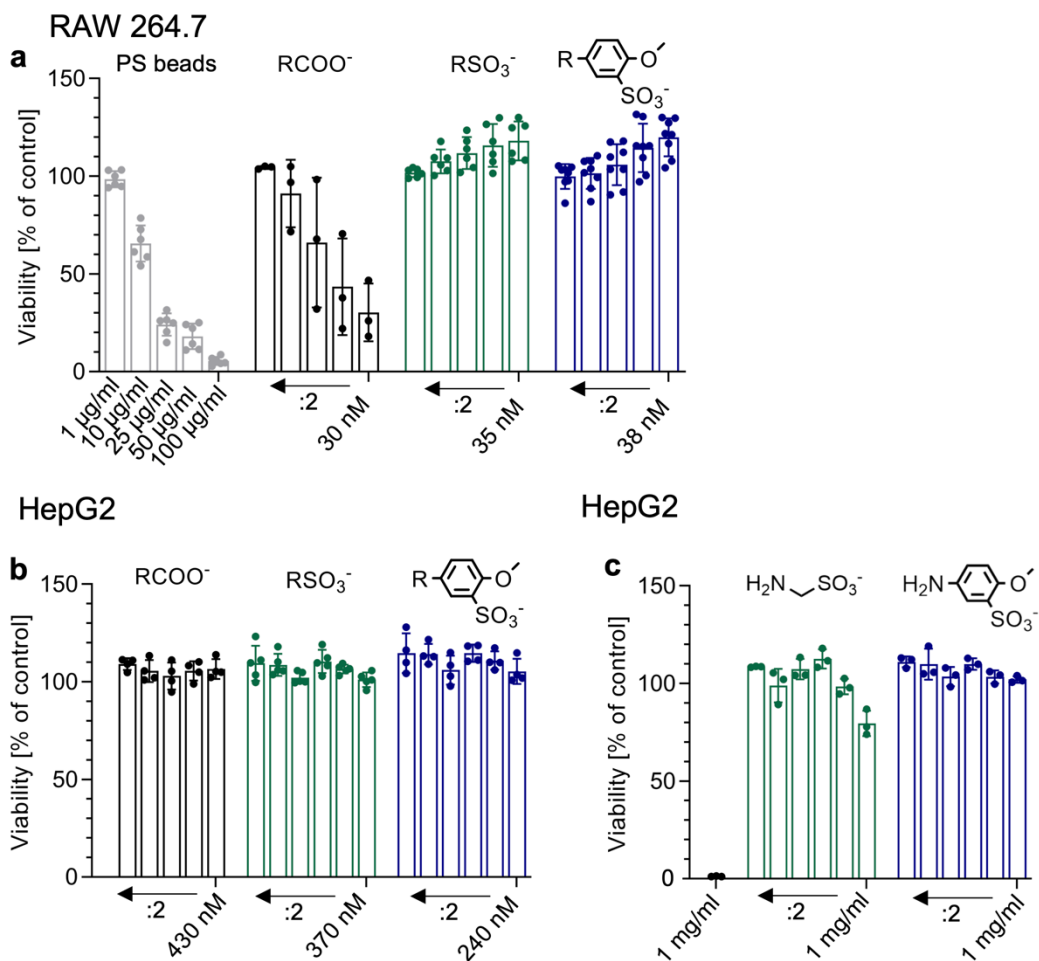 RAW 264.7
a
PS beads
RCOO⁻
RSO₃⁻
R
O
SO₃⁻
Viability [% of control]
150
100
50
0
1 µg/ml
10 µg/ml
25 µg/ml
50 µg/ml
100 µg/ml
:2
30 nM
:2
35 nM
:2
38 nM
HepG2
b
RCOO⁻
RSO₃⁻
R
O
SO₃⁻
Viability [% of control]
150
100
50
0
:2
430 nM
:2
370 nM
:2
240 nM
HepG2
c
H₂N
SO₃⁻
H₂N
O
SO₃⁻
Viability [% of control]
150
100
50
0
1 mg/ml
:2
1 mg/ml
:2
1 mg/ml